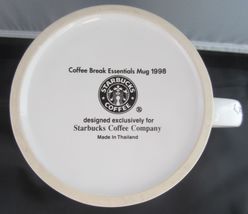 Coffee Break Essentials Mug 1998
STARBUCKS
COFFEE
®
designed exclusively for
Starbucks Coffee Company
Made in Thailand